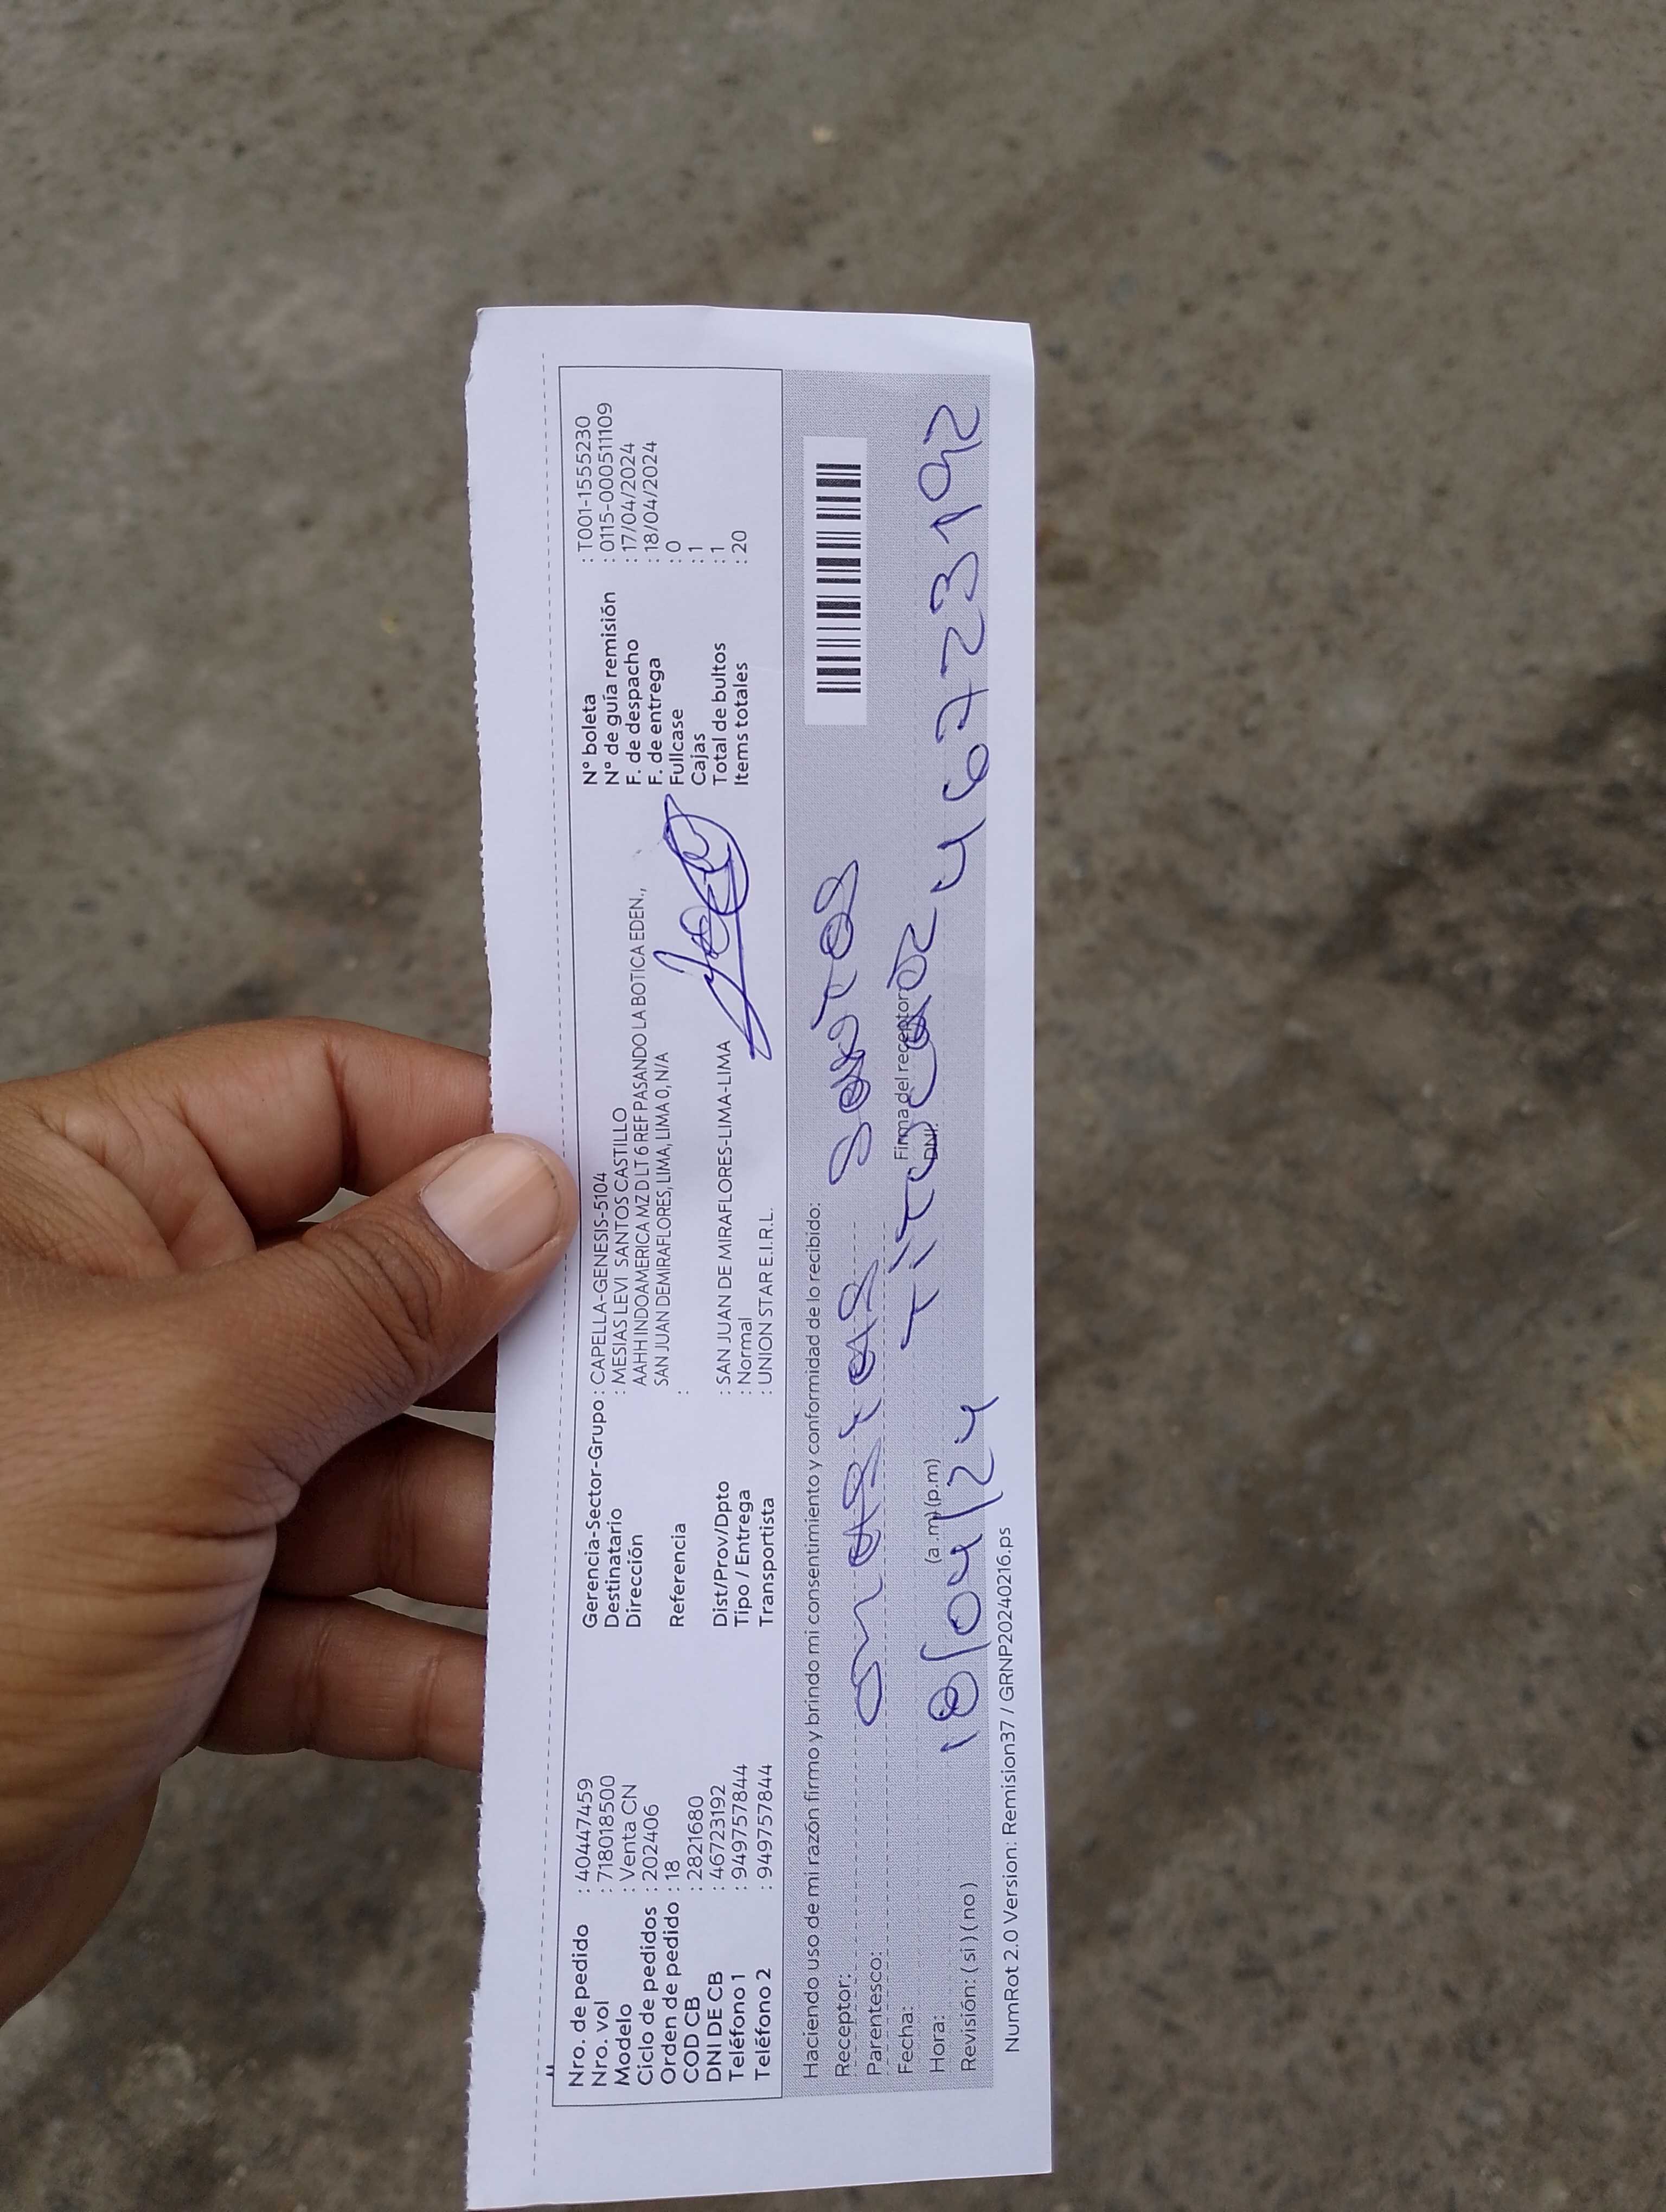 Nro. de pedido : 40447459
Nro. vol : 718018500
Modelo : Venta CN
Ciclo de pedidos : 202406
Orden de pedido : 18
COD CB : 2821680
DNI DE CB : 46723192
Teléfono 1 : 949757844
Teléfono 2 : 949757844
Gerencia-Sector-Grupo : CAPELLA-GENESIS-5104
Destinatario : MESIAS LEVI SANTOS CASTILLO
Dirección AAHH INDOAMERICA MZ D LT 6 REF PASANDO LA BOTICA EDEN.,
SAN JUAN DEMIRAFLORES, LIMA, LIMA 0, N/A
Referencia :
Dist/Prov/Dpto : SAN JUAN DE MIRAFLORES-LIMA-LIMA
Tipo / Entrega : Normal
Transportista : UNION STAR E.I.R.L.
N° boleta : T001-1555230
N° de guía remisión : 0115-000511109
F. de despacho : 17/04/2024
F. de entrega : 18/04/2024
Fullcase : 0
Cajas : 1
Total de bultos : 1
Items totales : 20
Haciendo uso de mi razón firmo y brindo mi consentimiento y conformidad de lo recibido:
Receptor: Santos
Parentesco:
Firma del receptor
Fecha: Titular 46723192
DNI:
Hora: (a.m) (p.m)
18/04/24
Revisión: ( si ) ( no )
NumRot 2.0 Version: Remision37 / GRNP20240216.ps